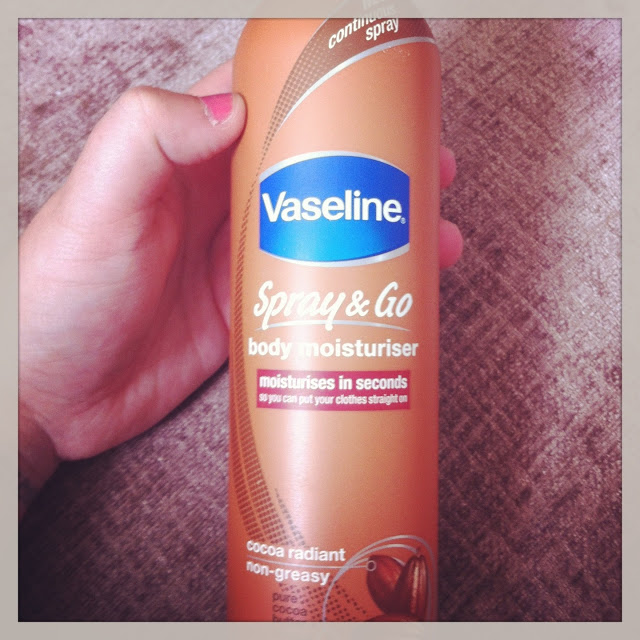 continuous
spray
Vaseline®
Spray & Go
body moisturiser
moisturises in seconds
so you can put your clothes straight on
cocoa radiant
non-greasy
pure
cocoa